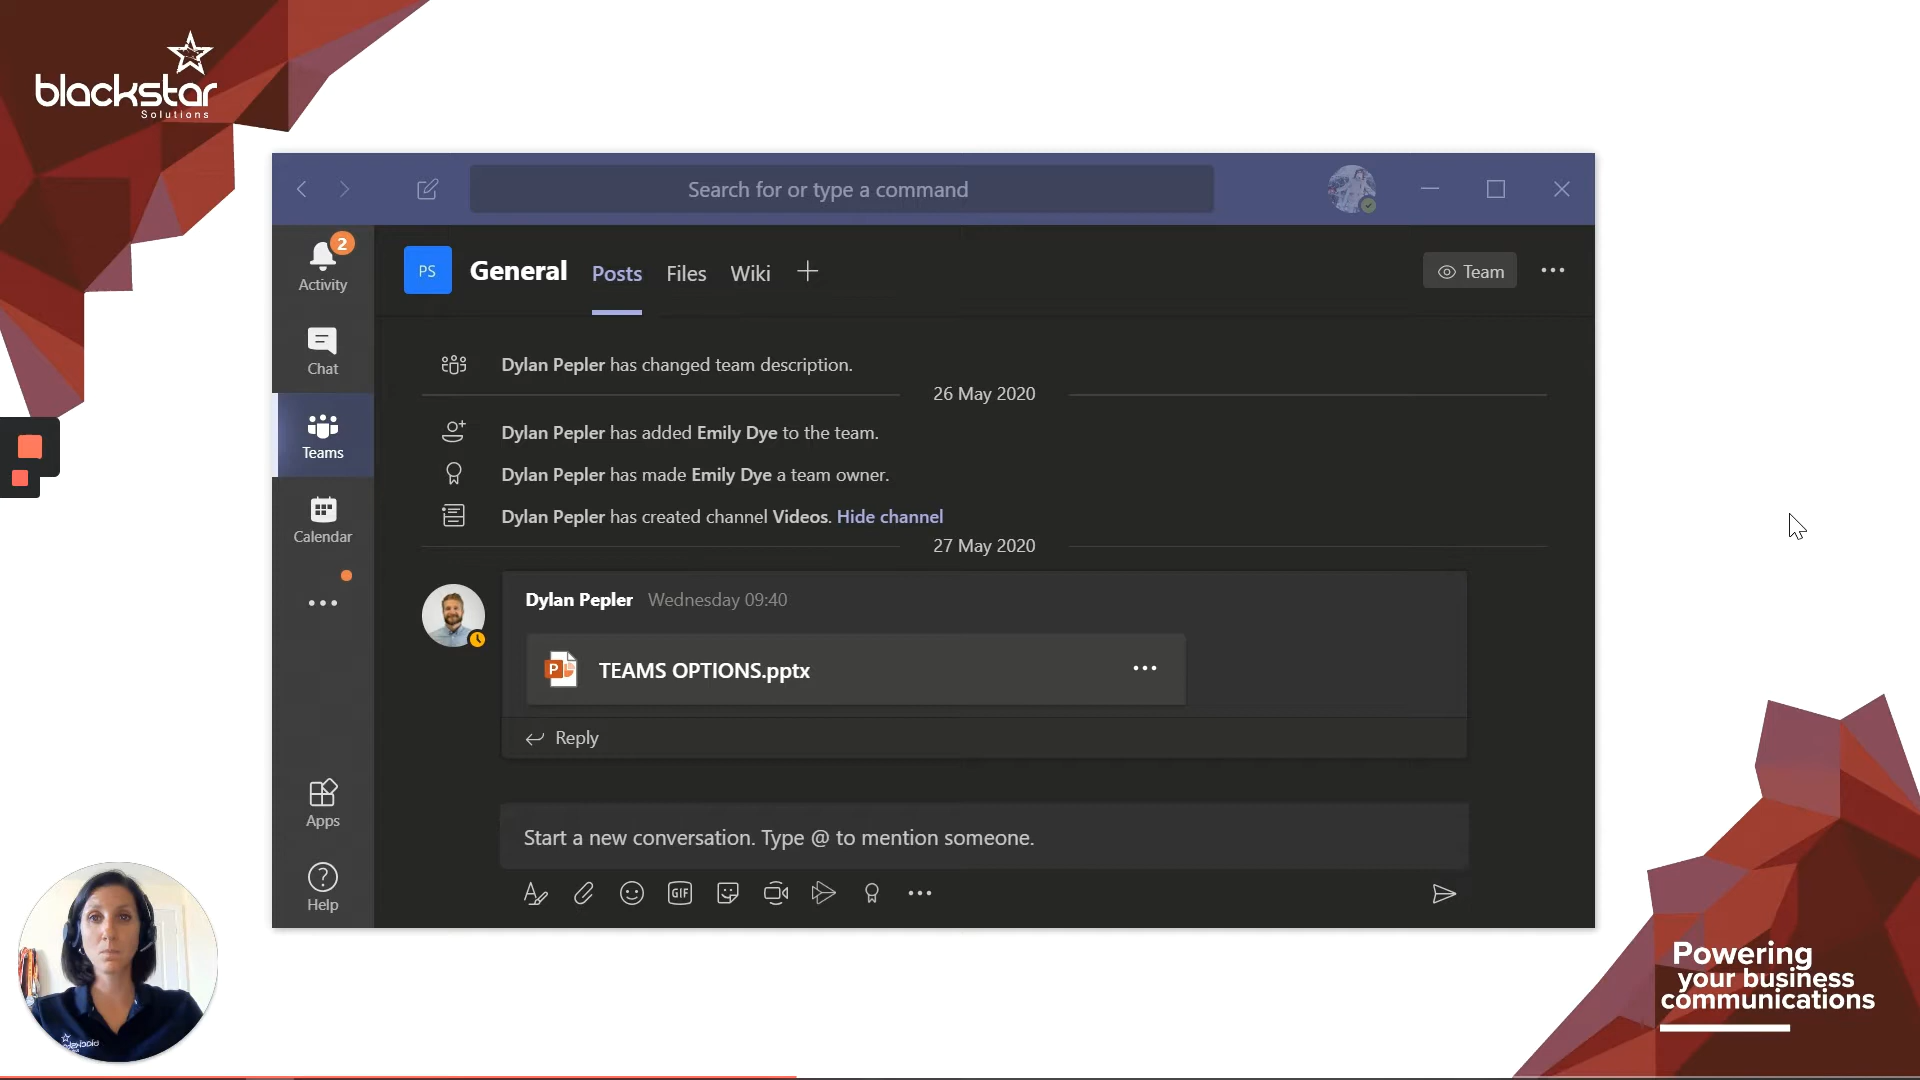 blackstar
Solutions
Search for or type a command
2
Activity
Chat
Teams
Calendar
Apps
Help
PS
General
Posts
Files
Wiki
Team
Dylan Pepler has changed team description.
26 May 2020
Dylan Pepler has added Emily Dye to the team.
Dylan Pepler has made Emily Dye a team owner.
Dylan Pepler has created channel Videos. Hide channel
27 May 2020
Dylan Pepler Wednesday 09:40
P
TEAMS OPTIONS.pptx
Reply
Start a new conversation. Type @ to mention someone.
GIF
Powering
your business
communications